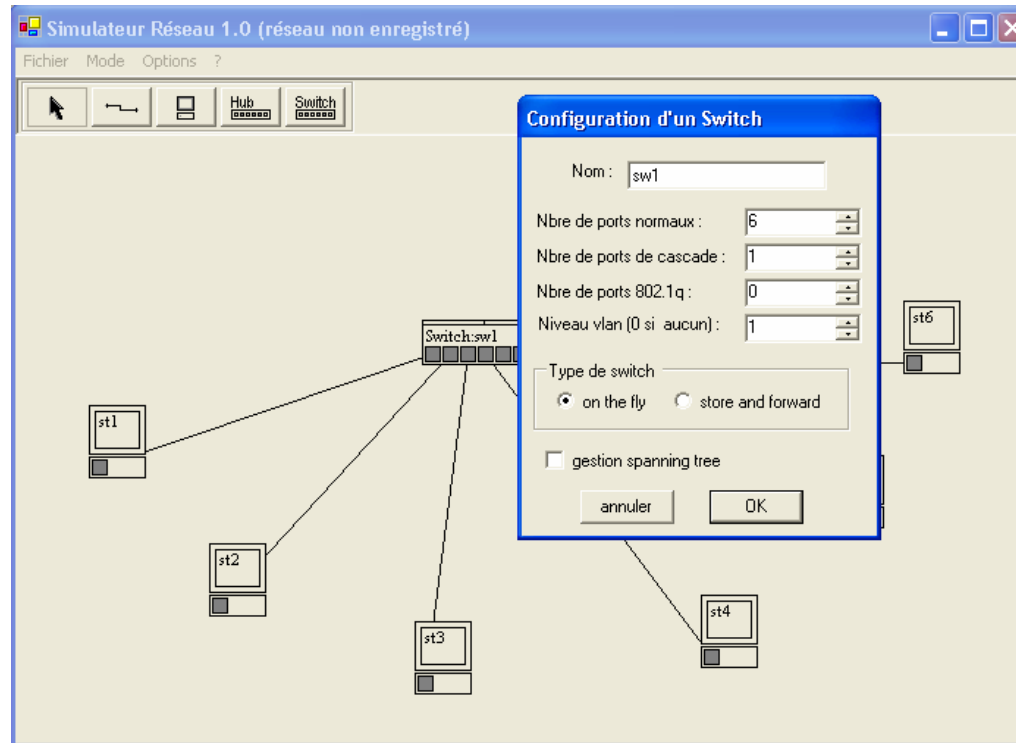 Simulateur Réseau 1.0 (réseau non enregistré)
Fichier Mode Options ?
Hub
Switch
Configuration d'un Switch
Nom : sw1
Nbre de ports normaux : 6
Nbre de ports de cascade : 1
Nbre de ports 802.1q : 0
Niveau vlan (0 si aucun) : 1
Type de switch
on the fly store and forward
gestion spanning tree
annuler OK
Switch:sw1
st6
st1
st2
st3
st4